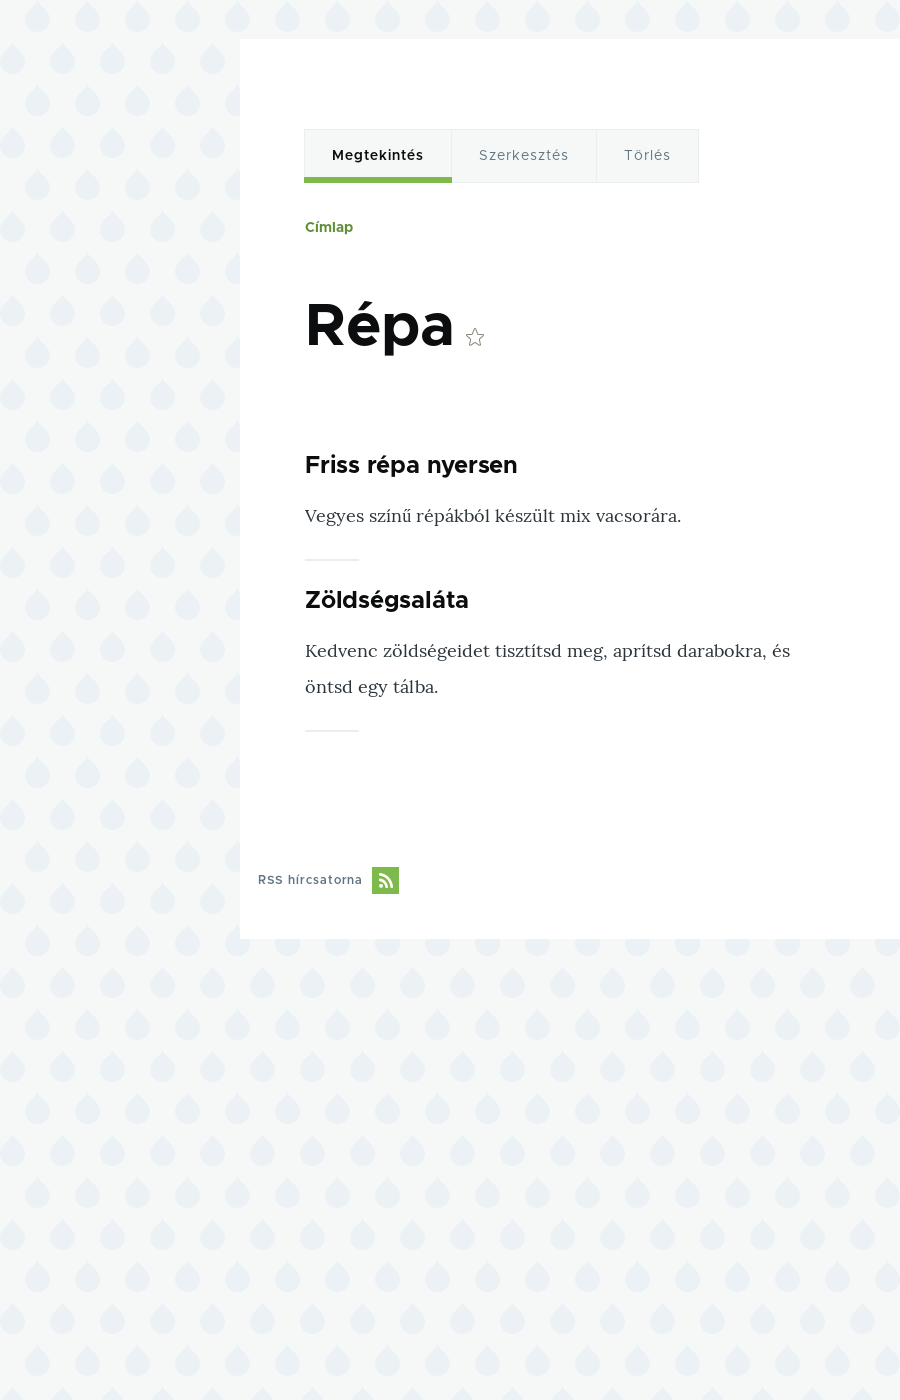 Megtekintés Szerkesztés Törlés
Címlap
Répa
Friss répa nyersen
Vegyes színű répákból készült mix vacsorára.
Zöldségsaláta
Kedvenc zöldségeidet tisztítsd meg, aprítsd darabokra, és
öntsd egy tálba.
RSS hírcsatorna